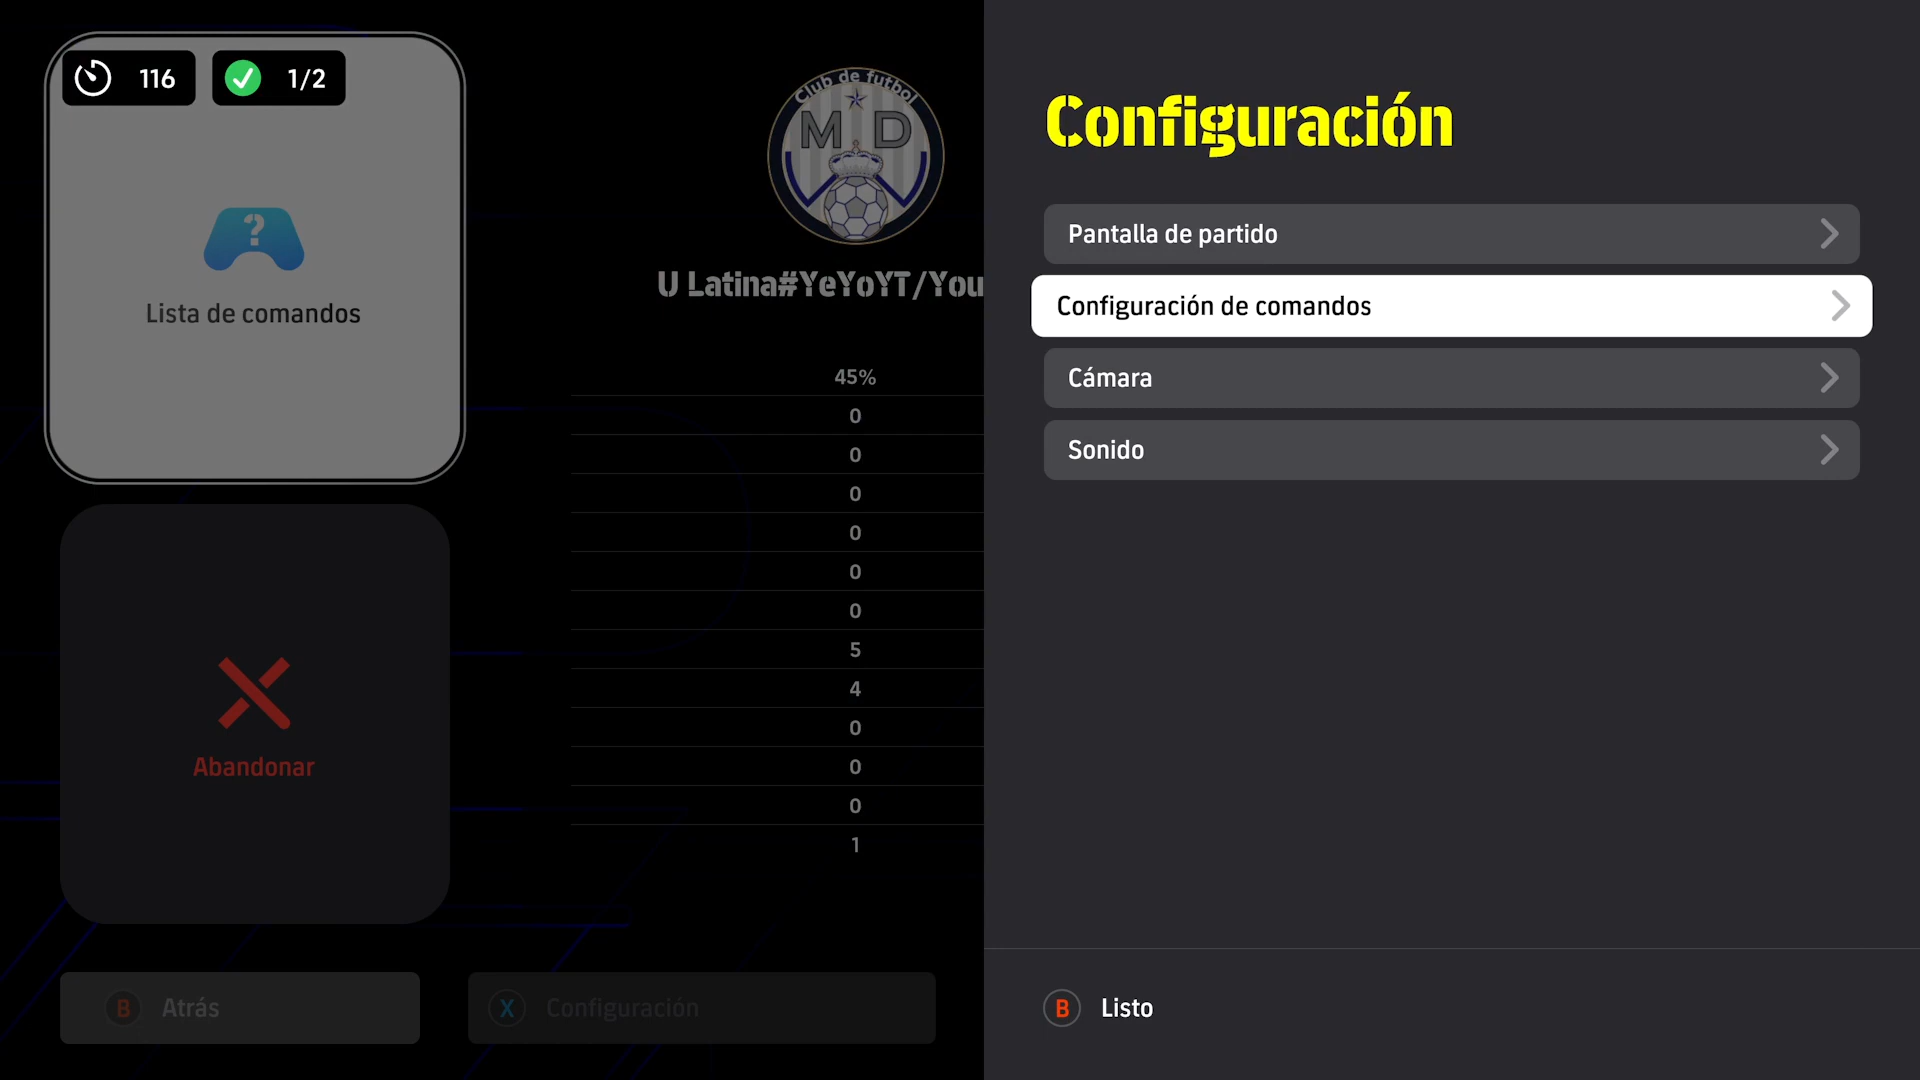 116
1/2
?
Lista de comandos
Abandonar
B Atrás
X Configuración
Club de futbol
M D
U Latina#YeYoYT/You
45%
0
0
0
0
0
0
5
4
0
0
0
1
Configuración
Pantalla de partido
Configuración de comandos
Cámara
Sonido
B Listo